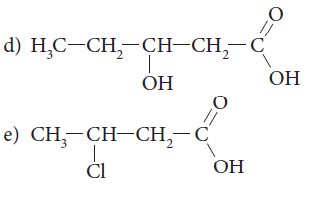 O
d) H₃C—CH₂—CH—CH₂—C
OH
OH
O
e) CH₃—CH—CH₂—C
Cl
OH